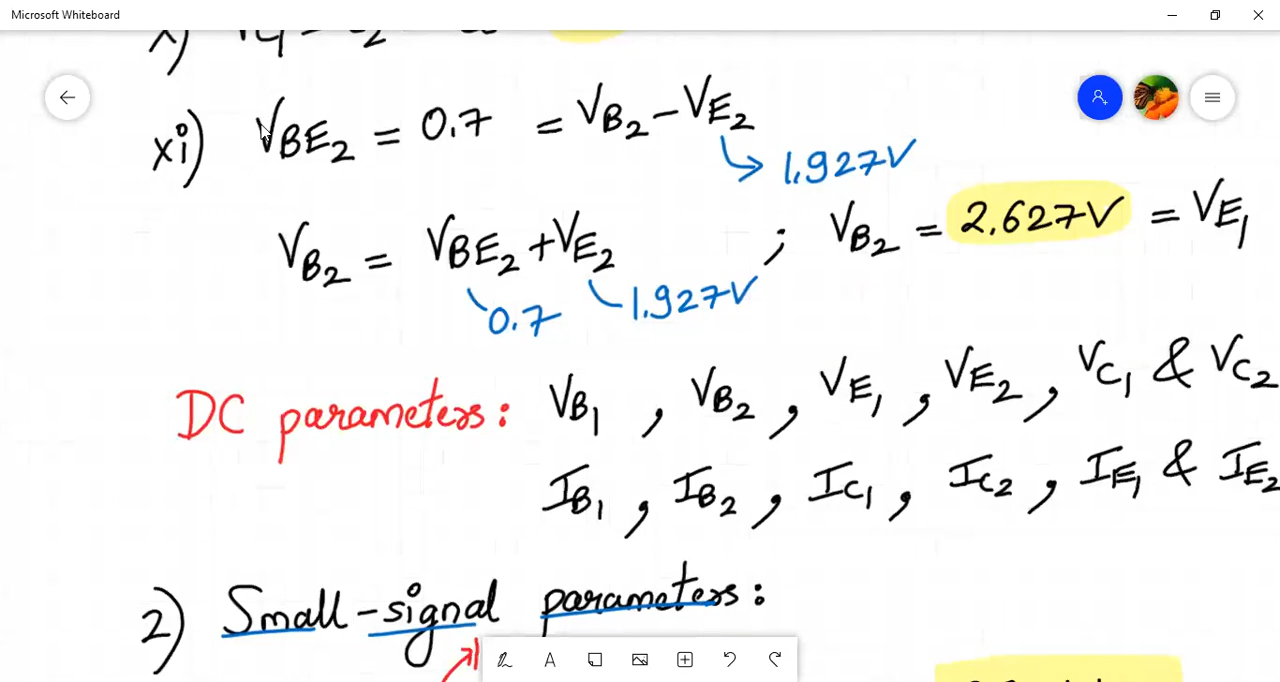 Microsoft Whiteboard
xi) VBE2 = 0.7 = VB2 - VE2
1.927V
VB2 = VBE2 + VE2 ; VB2 = 2.627V = VE1
0.7 1.927V
DC parameters: VB1, VB2, VE1, VE2, VC1 & VC2
IB1, IB2, IC1, IC2, IE1 & IE2
2) Small-signal parameters: